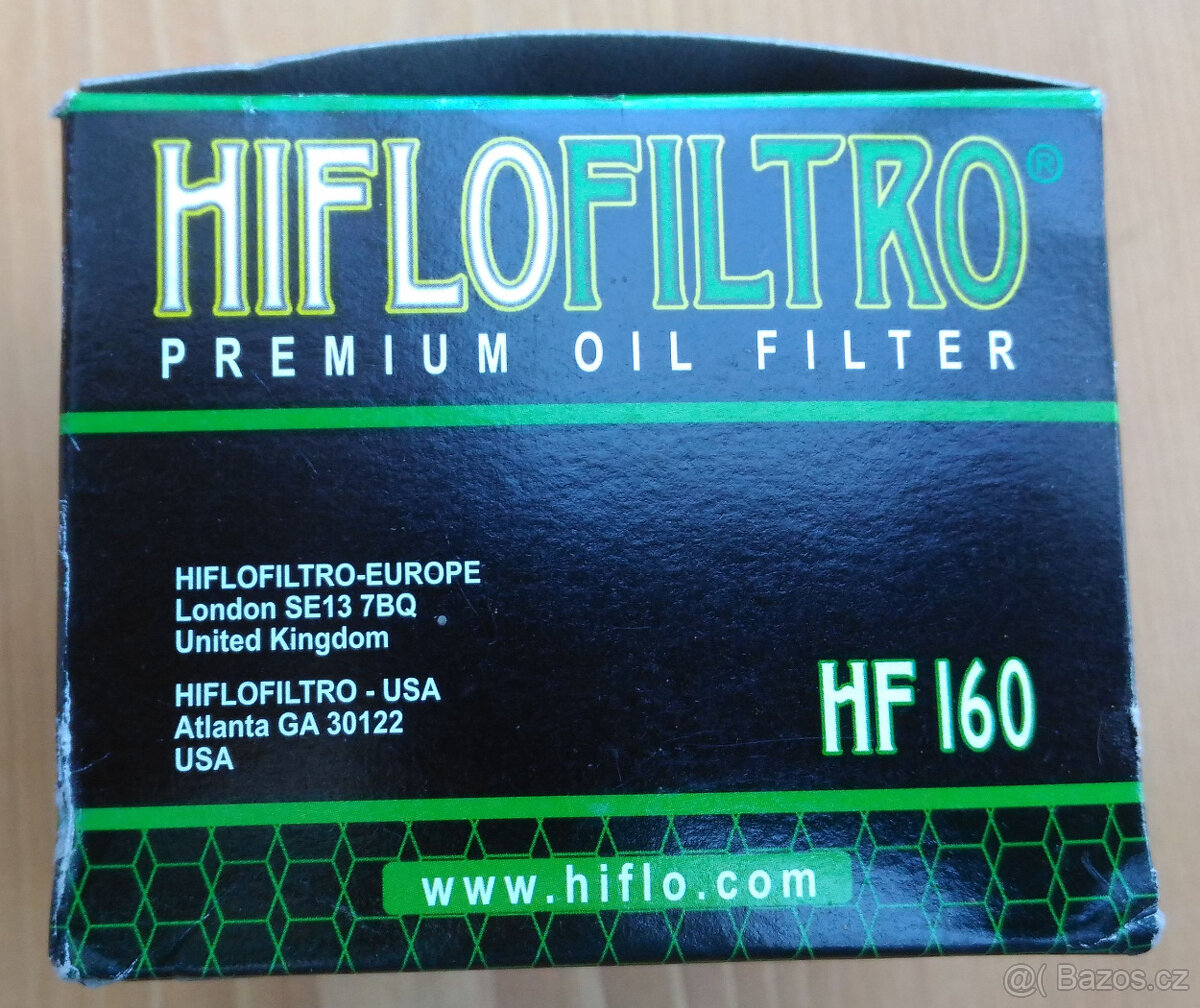 HIFLOFILTRO®
PREMIUM OIL FILTER
HIFLOFILTRO-EUROPE
London SE13 7BQ
United Kingdom
HIFLOFILTRO - USA
Atlanta GA 30122
USA
HF 160
www.hiflo.com
@( Bazos.cz